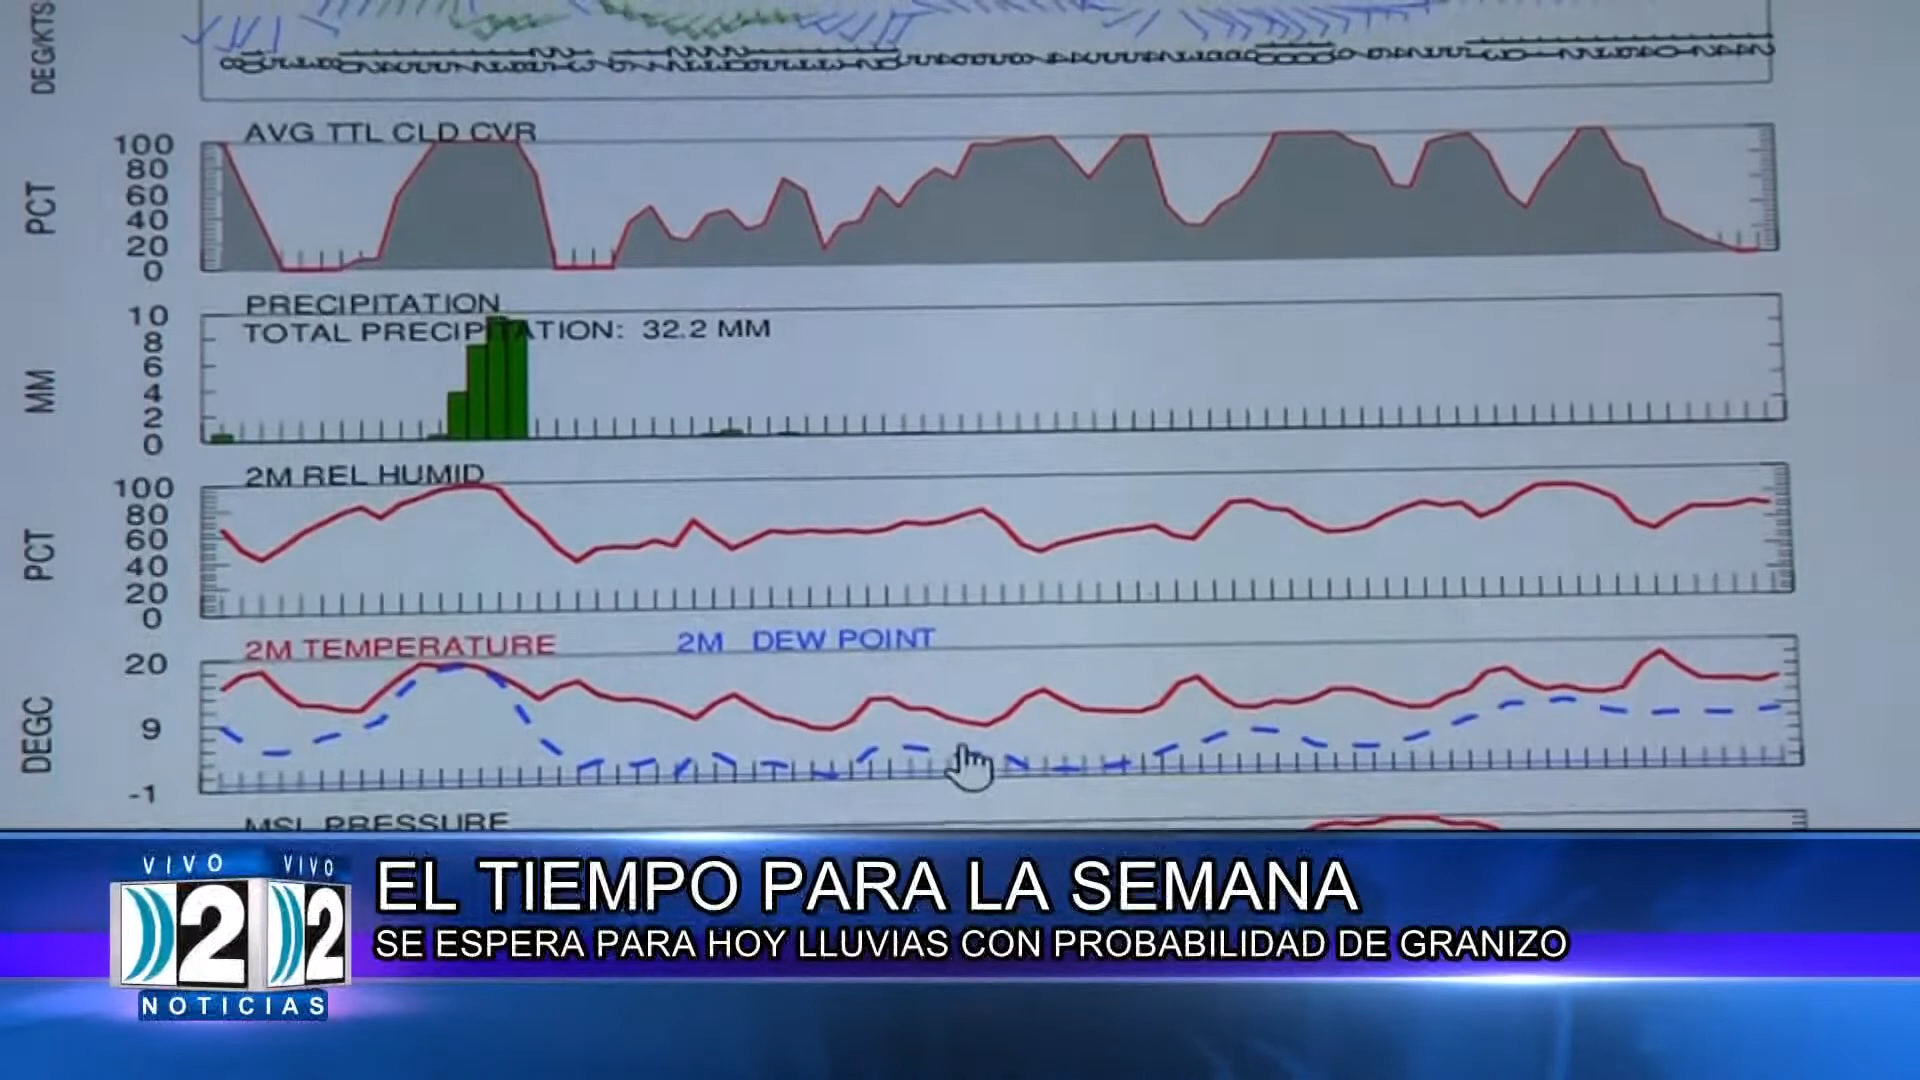 DEG/KTS
AVG TTL CLD CVR
PCT
100
80
60
40
20
0
PRECIPITATION
TOTAL PRECIPITATION: 32.2 MM
MM
10
8
6
4
2
0
2M REL HUMID
PCT
100
80
60
40
20
0
2M TEMPERATURE 2M DEW POINT
DEGC
20
9
-1
MSL PRESSURE
VIVO VIVO
2 2
NOTICIAS
EL TIEMPO PARA LA SEMANA
SE ESPERA PARA HOY LLUVIAS CON PROBABILIDAD DE GRANIZO